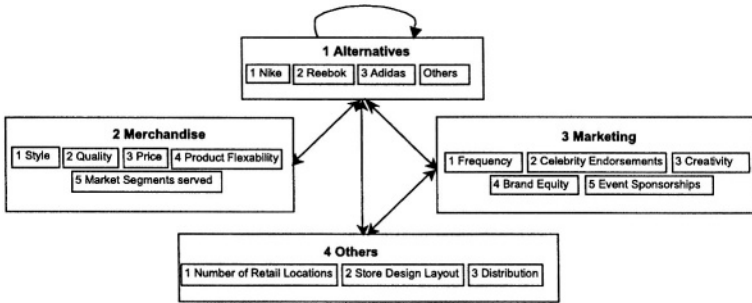 1 Alternatives
1 Nike 2 Reebok 3 Adidas Others
2 Merchandise
1 Style 2 Quality 3 Price 4 Product Flexability
5 Market Segments served
3 Marketing
1 Frequency 2 Celebrity Endorsements 3 Creativity
4 Brand Equity 5 Event Sponsorships
4 Others
1 Number of Retail Locations 2 Store Design Layout 3 Distribution